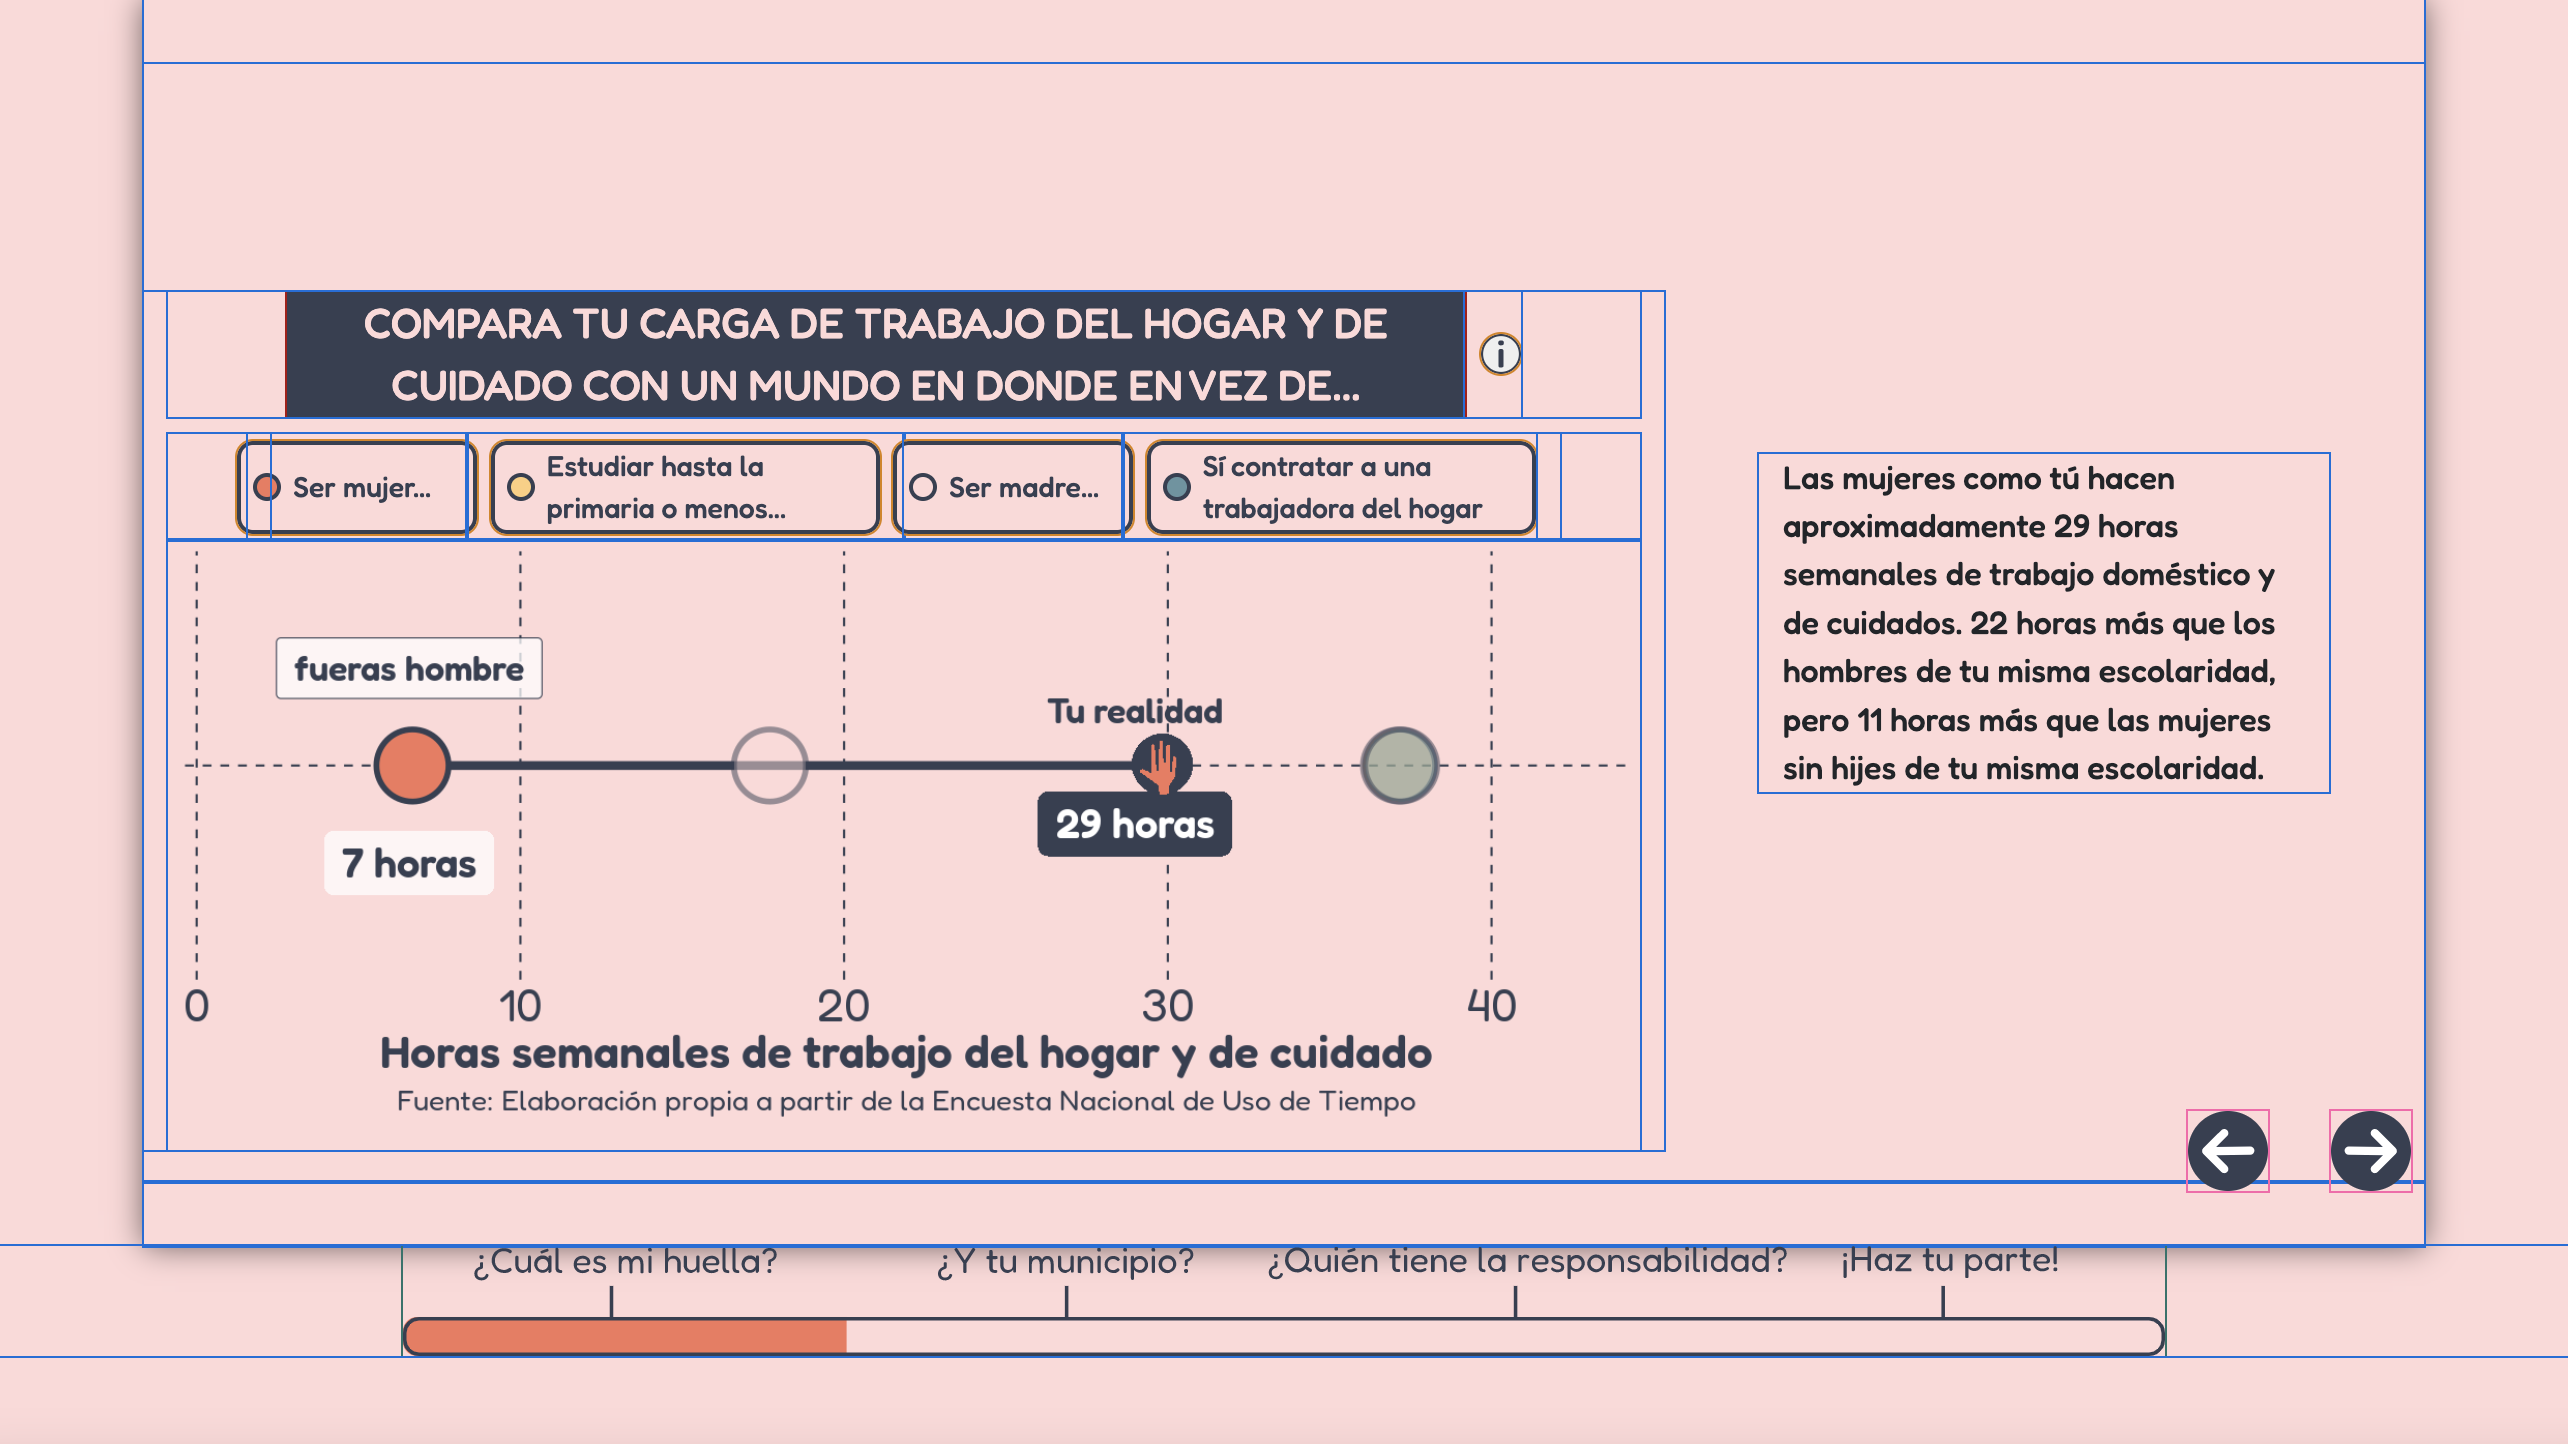 COMPARA TU CARGA DE TRABAJO DEL HOGAR Y DE
CUIDADO CON UN MUNDO EN DONDE EN VEZ DE...
i
Ser mujer...
Estudiar hasta la
primaria o menos...
Ser madre...
Sí contratar a una
trabajadora del hogar
fueras hombre
7 horas
Tu realidad
29 horas
0
10
20
30
40
Horas semanales de trabajo del hogar y de cuidado
Fuente: Elaboración propia a partir de la Encuesta Nacional de Uso de Tiempo
Las mujeres como tú hacen
aproximadamente 29 horas
semanales de trabajo doméstico y
de cuidados. 22 horas más que los
hombres de tu misma escolaridad,
pero 11 horas más que las mujeres
sin hijes de tu misma escolaridad.
¿Cuál es mi huella?
¿Y tu municipio?
¿Quién tiene la responsabilidad?
¡Haz tu parte!